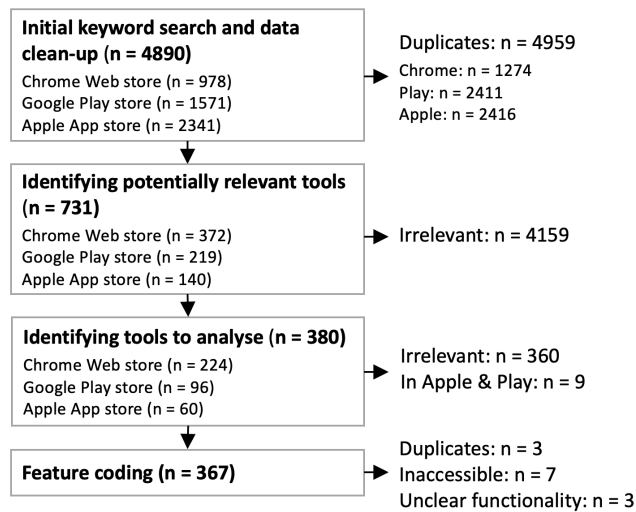 Initial keyword search and data
clean-up (n = 4890)
Chrome Web store (n = 978)
Google Play store (n = 1571)
Apple App store (n = 2341)
Duplicates: n = 4959
Chrome: n = 1274
Play: n = 2411
Apple: n = 2416
Identifying potentially relevant tools
(n = 731)
Chrome Web store (n = 372)
Google Play store (n = 219)
Apple App store (n = 140)
Irrelevant: n = 4159
Identifying tools to analyse (n = 380)
Chrome Web store (n = 224)
Google Play store (n = 96)
Apple App store (n = 60)
Irrelevant: n = 360
In Apple & Play: n = 9
Feature coding (n = 367)
Duplicates: n = 3
Inaccessible: n = 7
Unclear functionality: n = 3